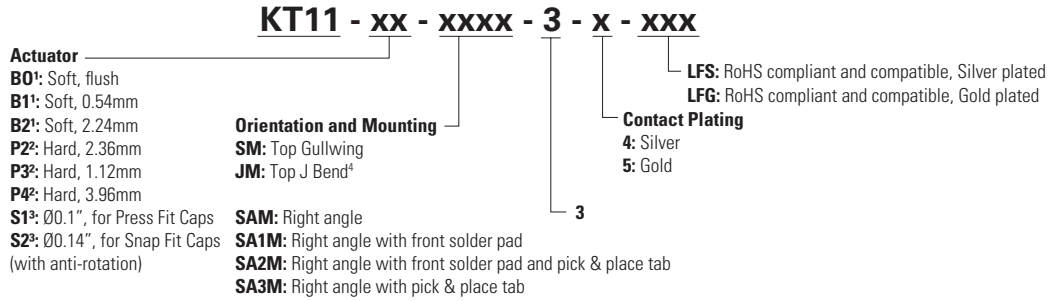 KT11 - xx - xxxx - 3 - x - xxx
Actuator
B0¹: Soft, flush
B1¹: Soft, 0.54mm
B2¹: Soft, 2.24mm
P2²: Hard, 2.36mm
P3²: Hard, 1.12mm
P4²: Hard, 3.96mm
S1³: Ø0.1", for Press Fit Caps
S2³: Ø0.14", for Snap Fit Caps
(with anti-rotation)
Orientation and Mounting
SM: Top Gullwing
JM: Top J Bend⁴
SAM: Right angle
SA1M: Right angle with front solder pad
SA2M: Right angle with front solder pad and pick & place tab
SA3M: Right angle with pick & place tab
3
Contact Plating
4: Silver
5: Gold
LFS: RoHS compliant and compatible, Silver plated
LFG: RoHS compliant and compatible, Gold plated